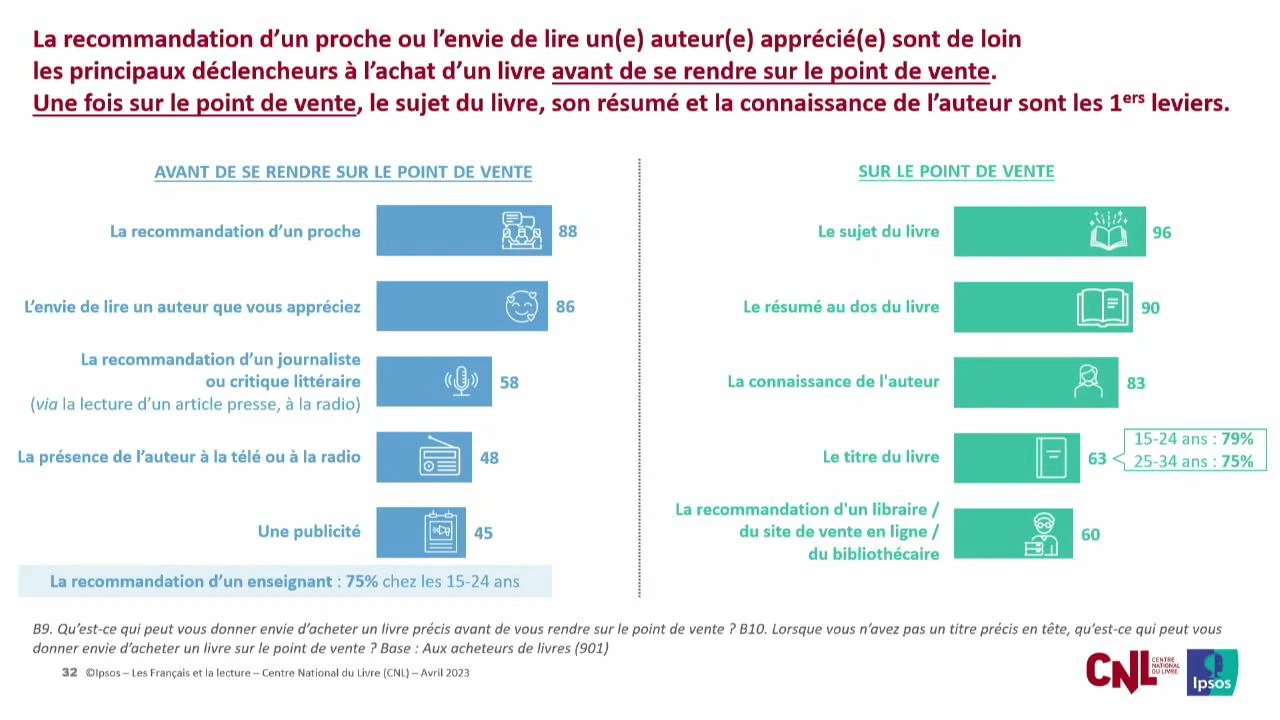 La recommandation d’un proche ou l’envie de lire un(e) auteur(e) apprécié(e) sont de loin
les principaux déclencheurs à l’achat d’un livre avant de se rendre sur le point de vente.
Une fois sur le point de vente, le sujet du livre, son résumé et la connaissance de l’auteur sont les 1ers leviers.
AVANT DE SE RENDRE SUR LE POINT DE VENTE
La recommandation d’un proche
88
L’envie de lire un auteur que vous appréciez
86
La recommandation d’un journaliste
ou critique littéraire
(via la lecture d’un article presse, à la radio)
58
La présence de l’auteur à la télé ou à la radio
48
Une publicité
45
La recommandation d’un enseignant : 75% chez les 15-24 ans
SUR LE POINT DE VENTE
Le sujet du livre
96
Le résumé au dos du livre
90
La connaissance de l'auteur
83
Le titre du livre
63
15-24 ans : 79%
25-34 ans : 75%
La recommandation d'un libraire /
du site de vente en ligne /
du bibliothécaire
60
B9. Qu’est-ce qui peut vous donner envie d’acheter un livre précis avant de vous rendre sur le point de vente ? B10. Lorsque vous n’avez pas un titre précis en tête, qu’est-ce qui peut vous
donner envie d’acheter un livre sur le point de vente ? Base : Aux acheteurs de livres (901)
32 ©Ipsos – Les Français et la lecture – Centre National du Livre (CNL) – Avril 2023
CNL
CENTRE
NATIONAL
DU LIVRE
Ipsos